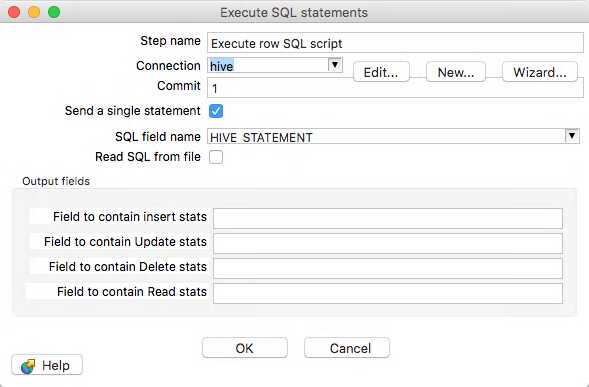 Execute SQL statements
Step name Execute row SQL script
Connection hive Edit... New... Wizard...
Commit 1
Send a single statement
SQL field name HIVE_STATEMENT
Read SQL from file
Output fields
Field to contain insert stats
Field to contain Update stats
Field to contain Delete stats
Field to contain Read stats
OK Cancel
Help